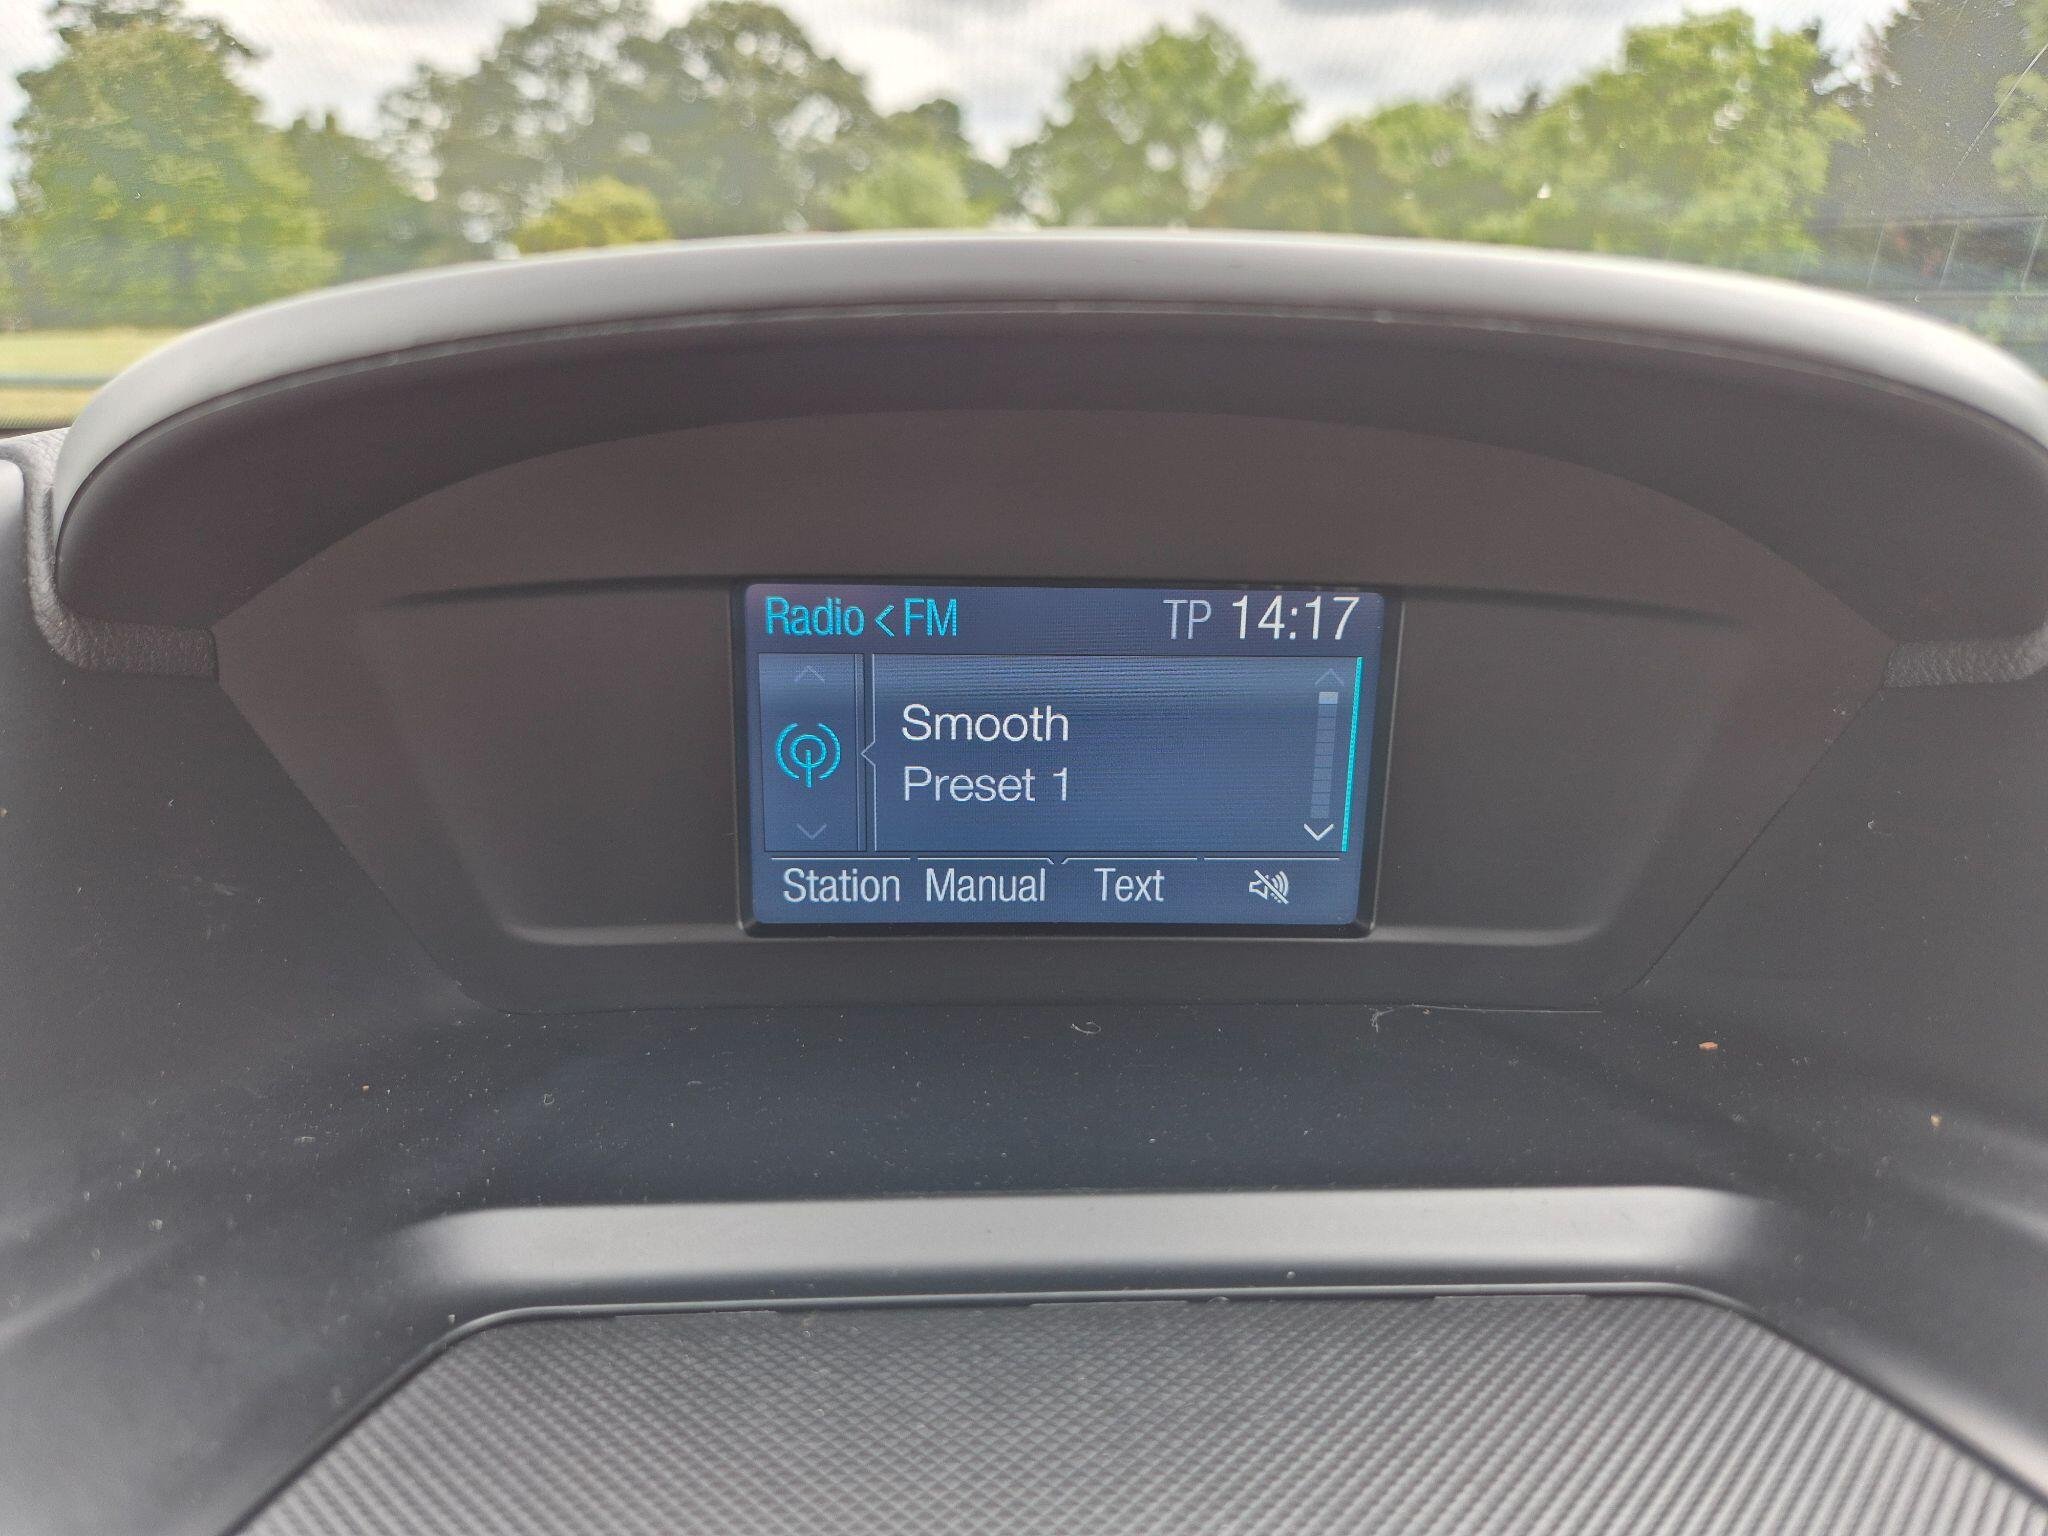 Radio < FM TP 14:17
Smooth
Preset 1
Station Manual Text